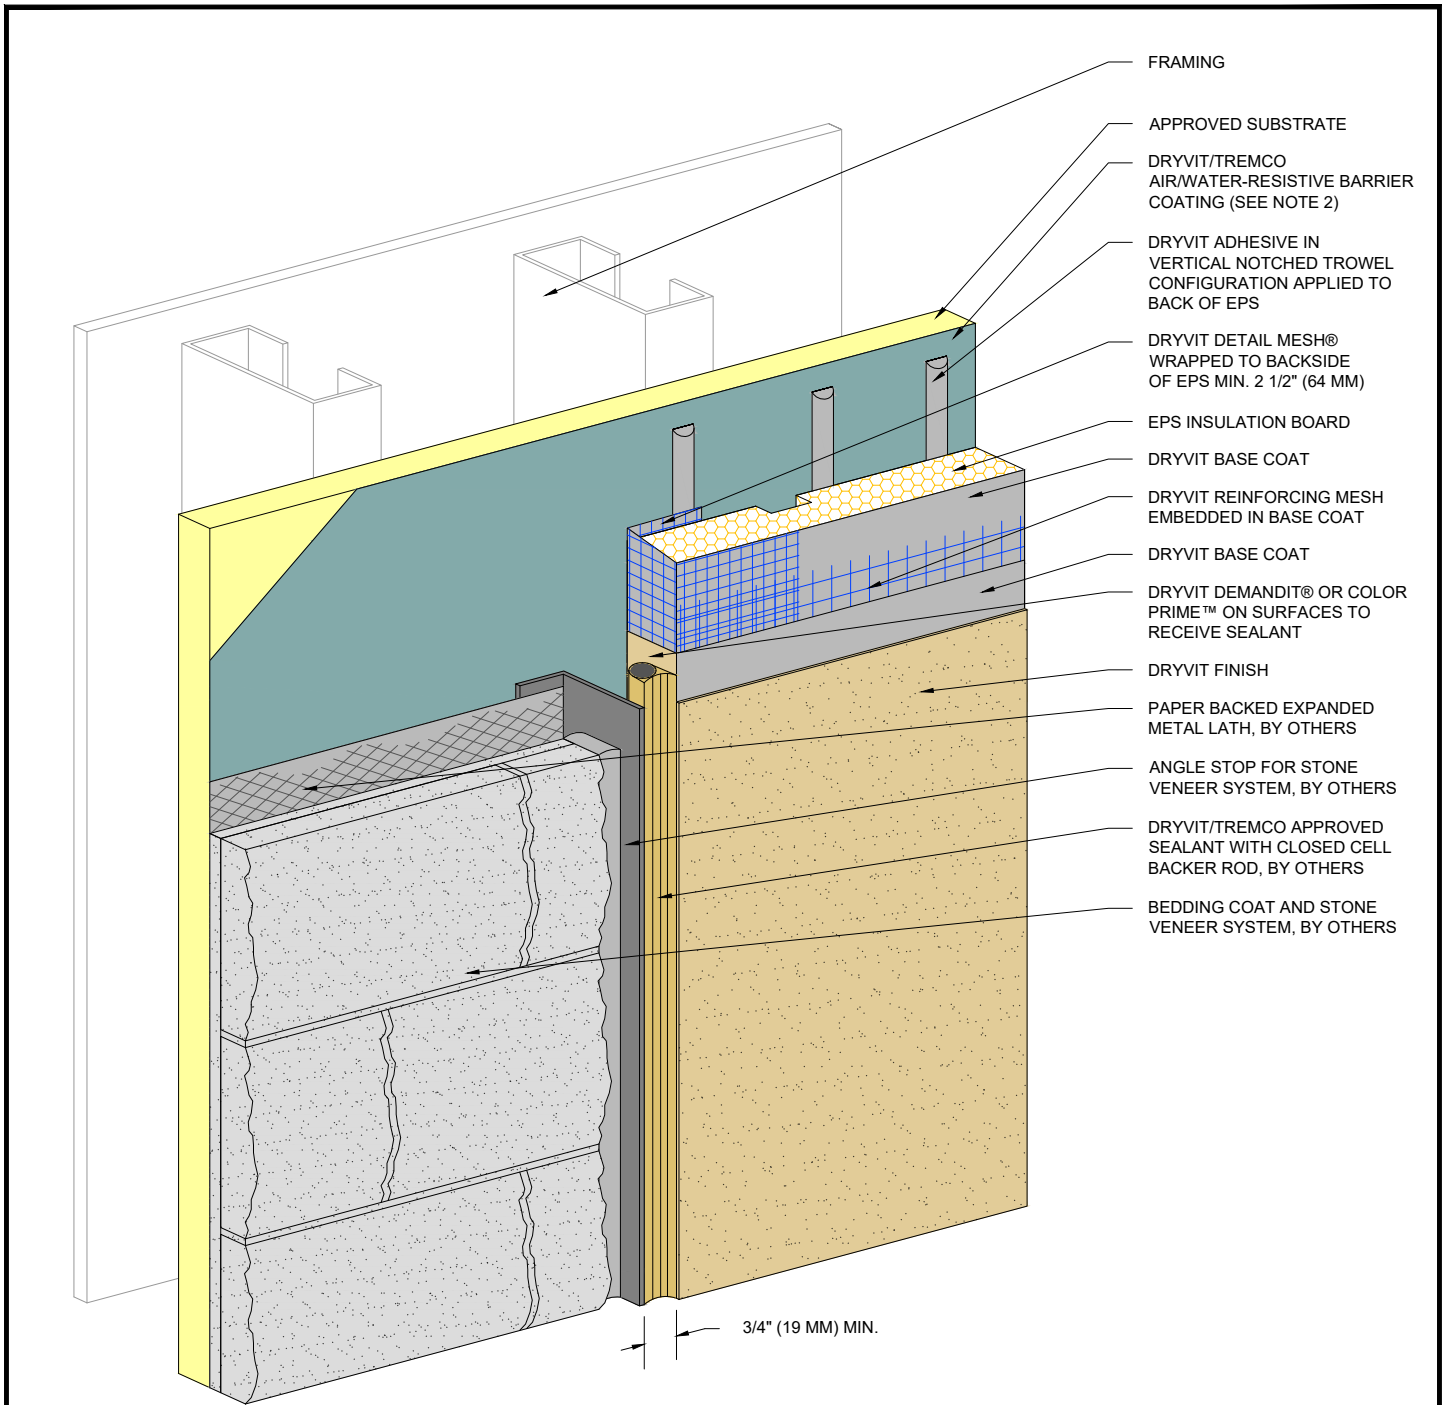 FRAMING
APPROVED SUBSTRATE
DRYVIT/TREMCO
AIR/WATER-RESISTIVE BARRIER
COATING (SEE NOTE 2)
DRYVIT ADHESIVE IN
VERTICAL NOTCHED TROWEL
CONFIGURATION APPLIED TO
BACK OF EPS
DRYVIT DETAIL MESH®
WRAPPED TO BACKSIDE
OF EPS MIN. 2 1/2" (64 MM)
EPS INSULATION BOARD
DRYVIT BASE COAT
DRYVIT REINFORCING MESH
EMBEDDED IN BASE COAT
DRYVIT BASE COAT
DRYVIT DEMANDIT® OR COLOR
PRIME™ ON SURFACES TO
RECEIVE SEALANT
DRYVIT FINISH
PAPER BACKED EXPANDED
METAL LATH, BY OTHERS
ANGLE STOP FOR STONE
VENEER SYSTEM, BY OTHERS
DRYVIT/TREMCO APPROVED
SEALANT WITH CLOSED CELL
BACKER ROD, BY OTHERS
BEDDING COAT AND STONE
VENEER SYSTEM, BY OTHERS
3/4" (19 MM) MIN.